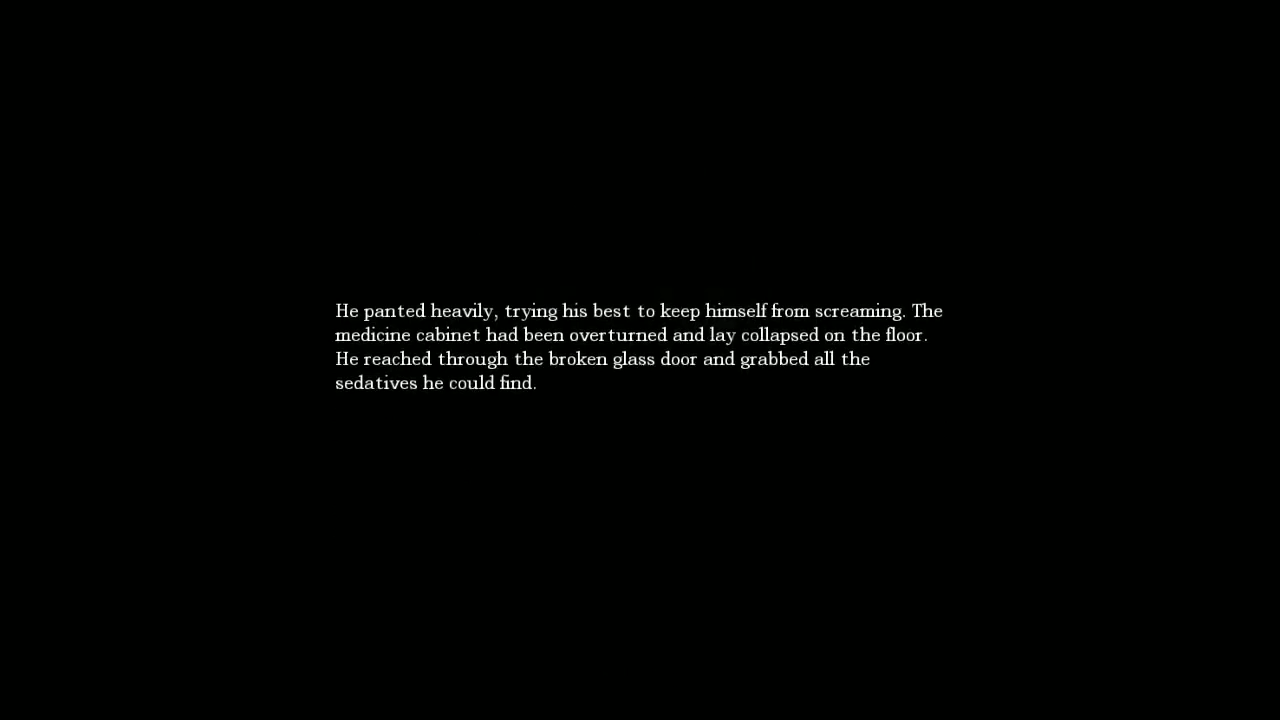 He panted heavily, trying his best to keep himself from screaming. The
medicine cabinet had been overturned and lay collapsed on the floor.
He reached through the broken glass door and grabbed all the
sedatives he could find.